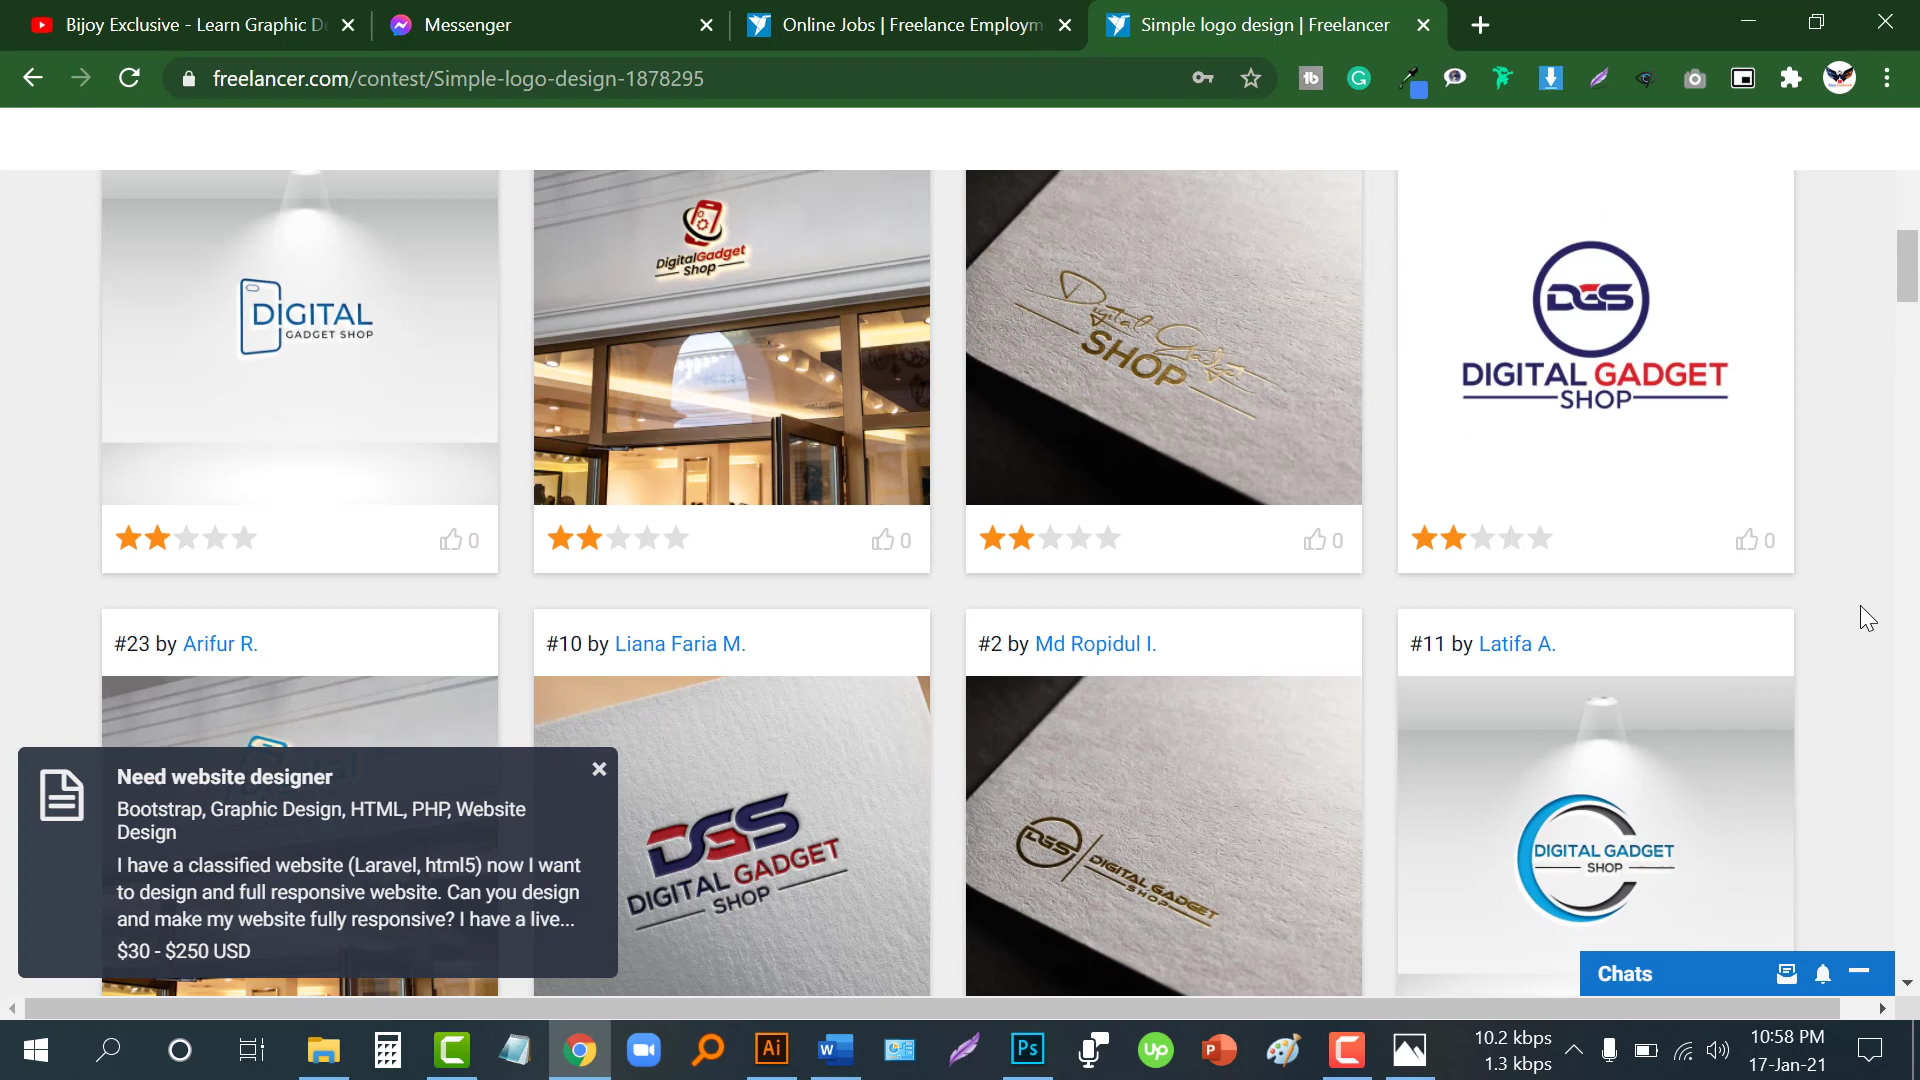 Bijoy Exclusive - Learn Graphic D
Messenger
Online Jobs | Freelance Employm
Simple logo design | Freelancer
freelancer.com/contest/Simple-logo-design-1878295
DIGITAL
GADGET SHOP
DigitalGadget
Shop
Digital Gadget
SHOP
DGS
DIGITAL GADGET
SHOP
0
0
0
0
#23 by Arifur R.
#10 by Liana Faria M.
#2 by Md Ropidul I.
#11 by Latifa A.
DGS
DIGITAL GADGET
SHOP
DGS
DIGITAL GADGET
SHOP
DIGITAL GADGET
SHOP
Need website designer
Bootstrap, Graphic Design, HTML, PHP, Website
Design
I have a classified website (Laravel, html5) now I want
to design and full responsive website. Can you design
and make my website fully responsive? I have a live...
$30 - $250 USD
Chats
10.2 kbps
1.3 kbps
10:58 PM
17-Jan-21